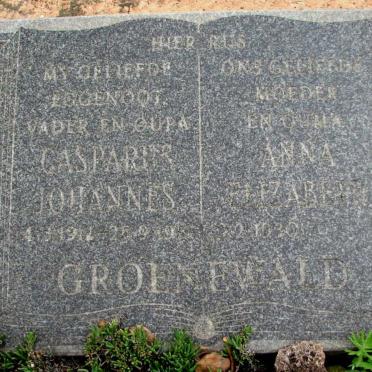 HIER RUS
MY GELIEFDE
EGGENOOT
VADER EN OUPA
CASPARUS
JOHANNES
ONS GELIEFDE
MOEDER
EN OUMA
ANNA
ELIZABETH
GROENEWALD